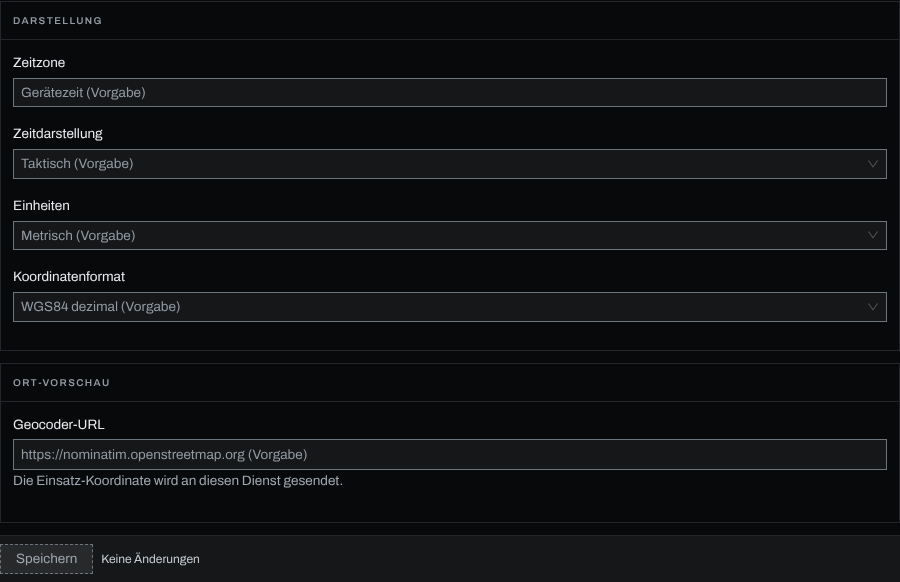 DARSTELLUNG
Zeitzone
Gerätezeit (Vorgabe)
Zeitdarstellung
Taktisch (Vorgabe)
Einheiten
Metrisch (Vorgabe)
Koordinatenformat
WGS84 dezimal (Vorgabe)
ORT-VORSCHAU
Geocoder-URL
https://nominatim.openstreetmap.org (Vorgabe)
Die Einsatz-Koordinate wird an diesen Dienst gesendet.
Speichern Keine Änderungen